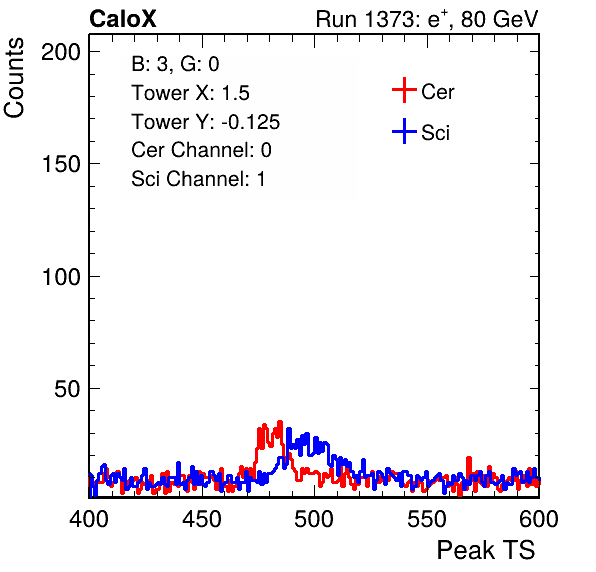 CaloX Run 1373: e⁺, 80 GeV
Counts
200
150
100
50
B: 3, G: 0
Tower X: 1.5
Tower Y: -0.125
Cer Channel: 0
Sci Channel: 1
Cer
Sci
400 450 500 550 600
Peak TS